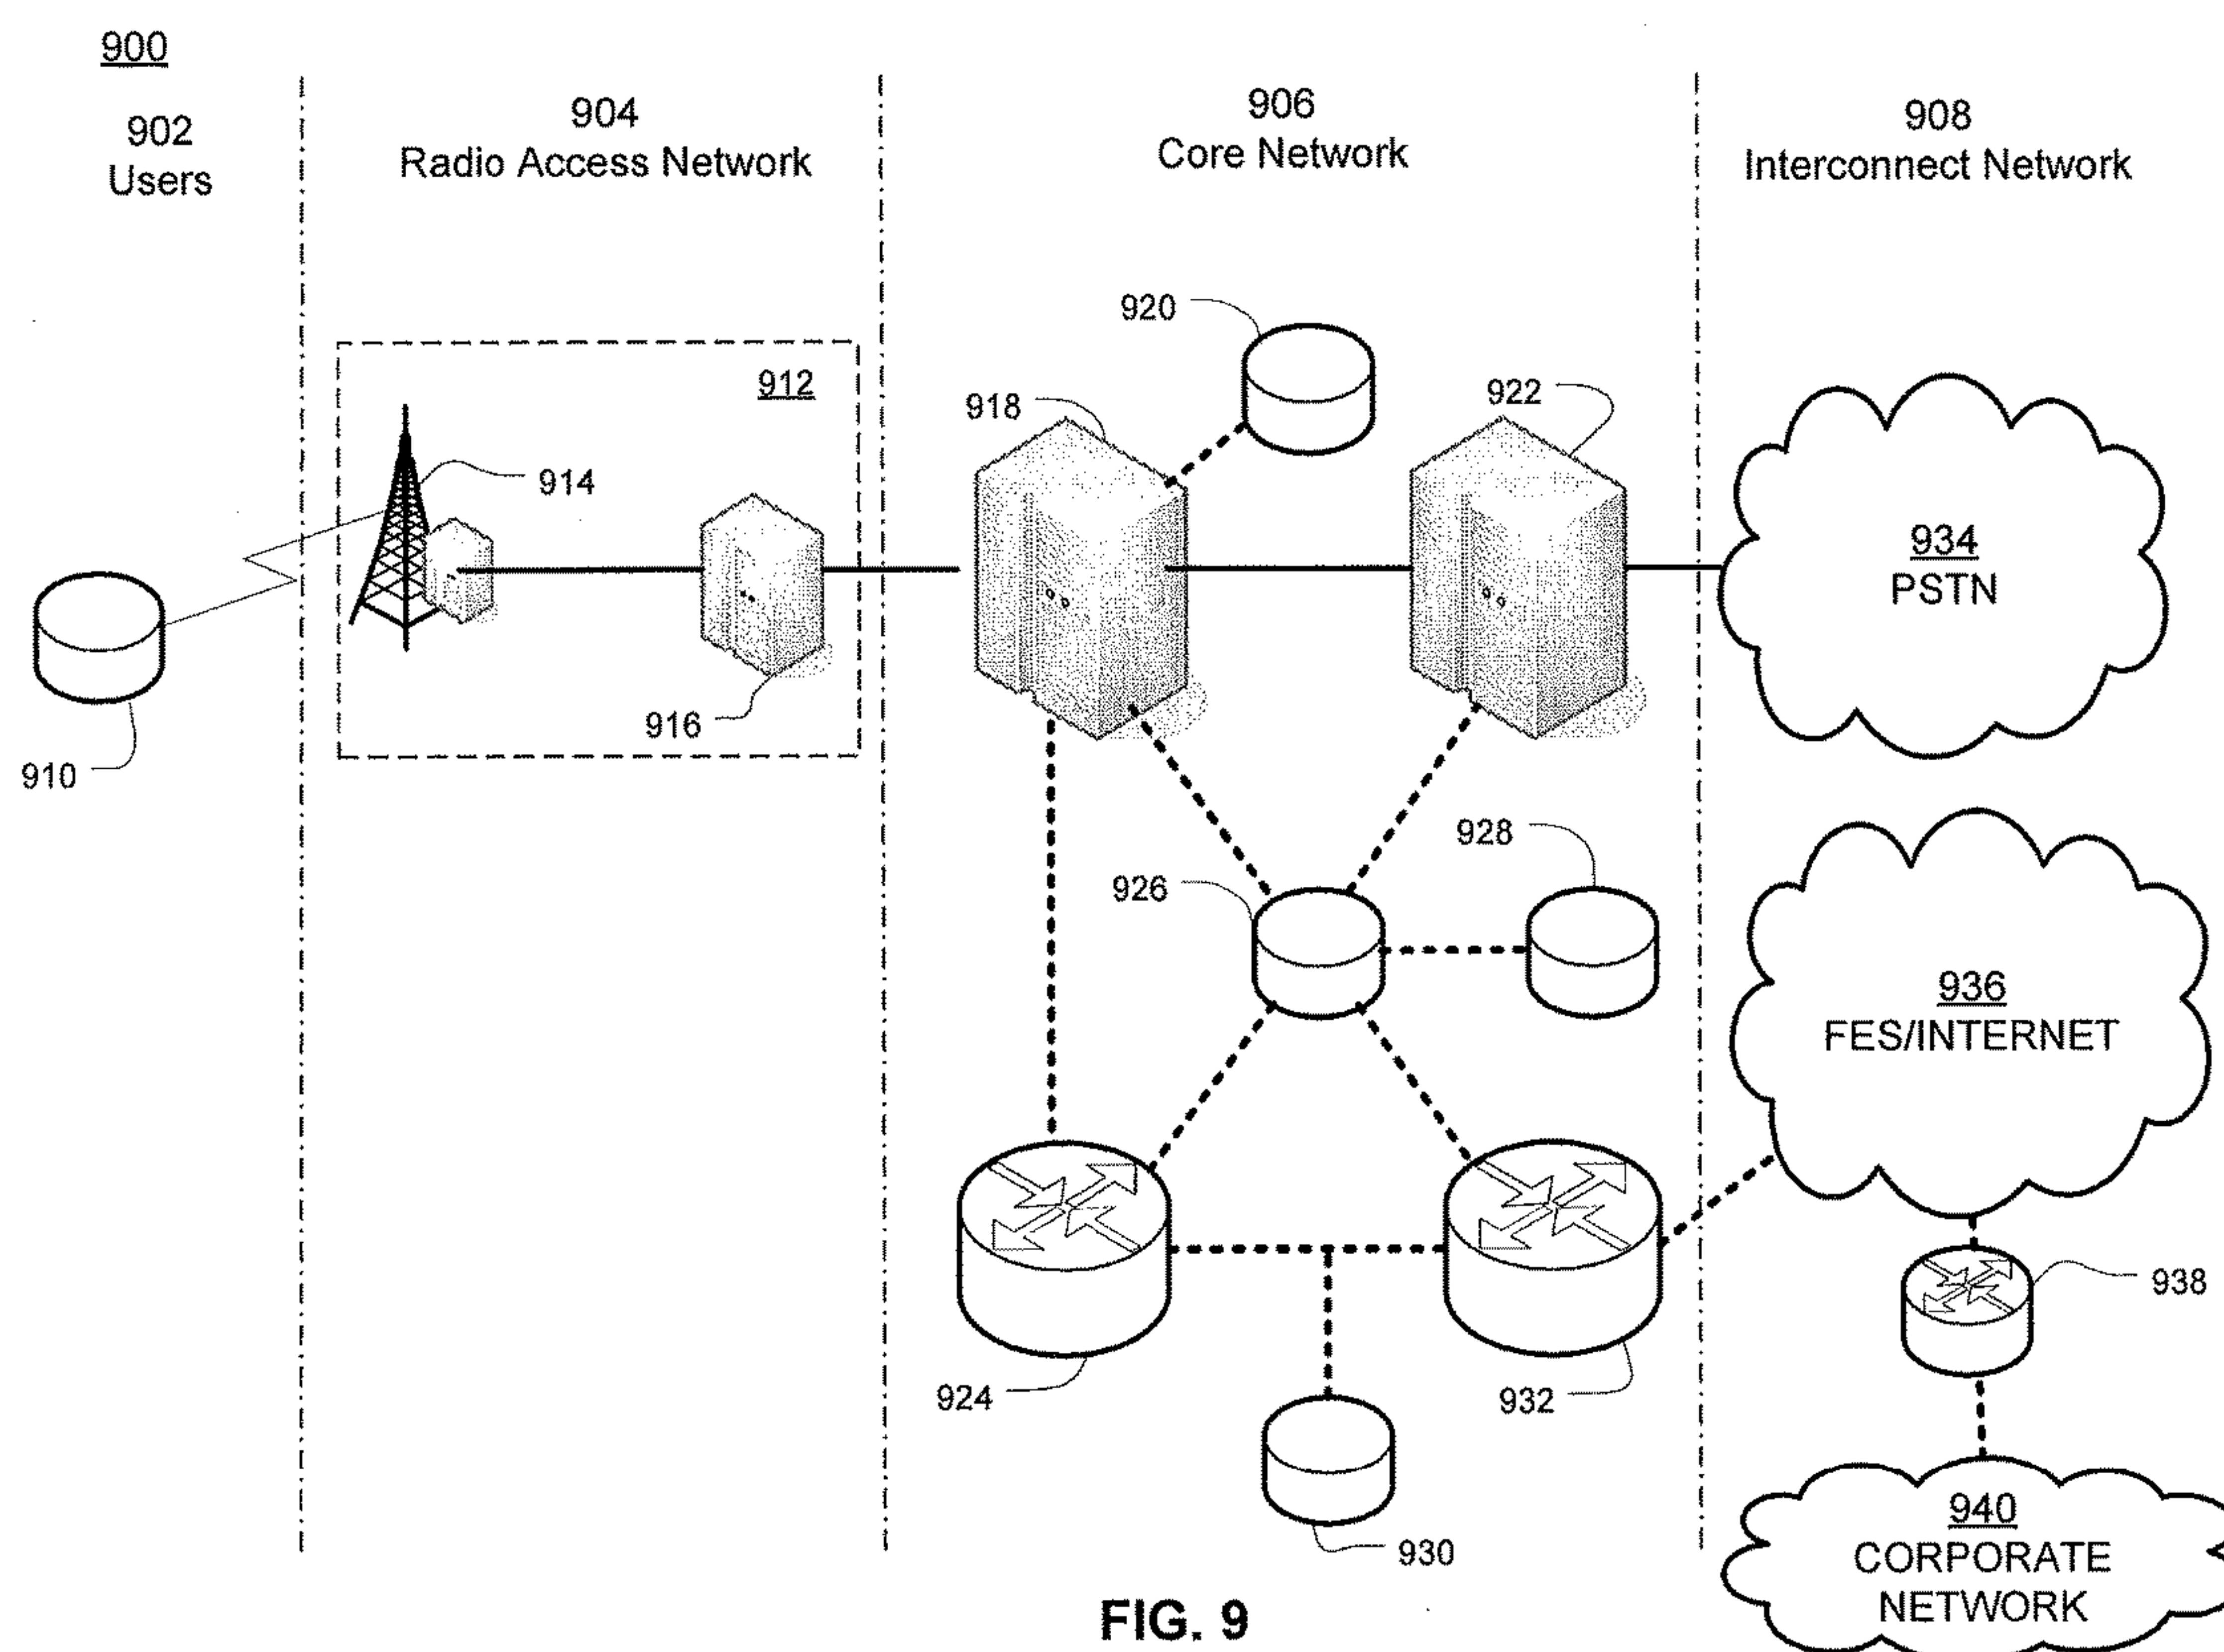 900
902
Users
904
Radio Access Network
906
Core Network
908
Interconnect Network
920
912
918
922
914
934
PSTN
916
910
928
926
936
FES/INTERNET
938
924
932
940
930
CORPORATE
NETWORK
FIG. 9